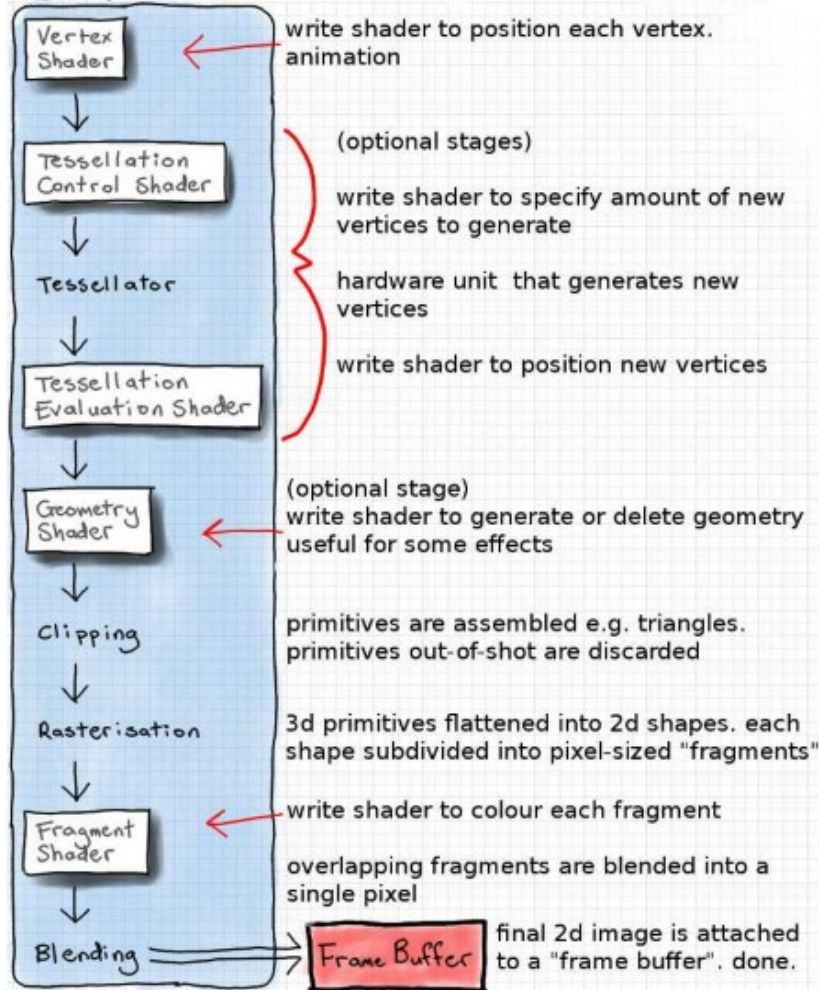 Vertex
Shader
write shader to position each vertex.
animation
Tessellation
Control Shader
(optional stages)
write shader to specify amount of new
vertices to generate
Tessellator
hardware unit that generates new
vertices
write shader to position new vertices
Tessellation
Evaluation Shader
Geometry
Shader
(optional stage)
write shader to generate or delete geometry
useful for some effects
Clipping
primitives are assembled e.g. triangles.
primitives out-of-shot are discarded
Rasterisation
3d primitives flattened into 2d shapes. each
shape subdivided into pixel-sized "fragments"
Fragment
Shader
write shader to colour each fragment
overlapping fragments are blended into a
single pixel
Blending
Frame Buffer
final 2d image is attached
to a "frame buffer". done.